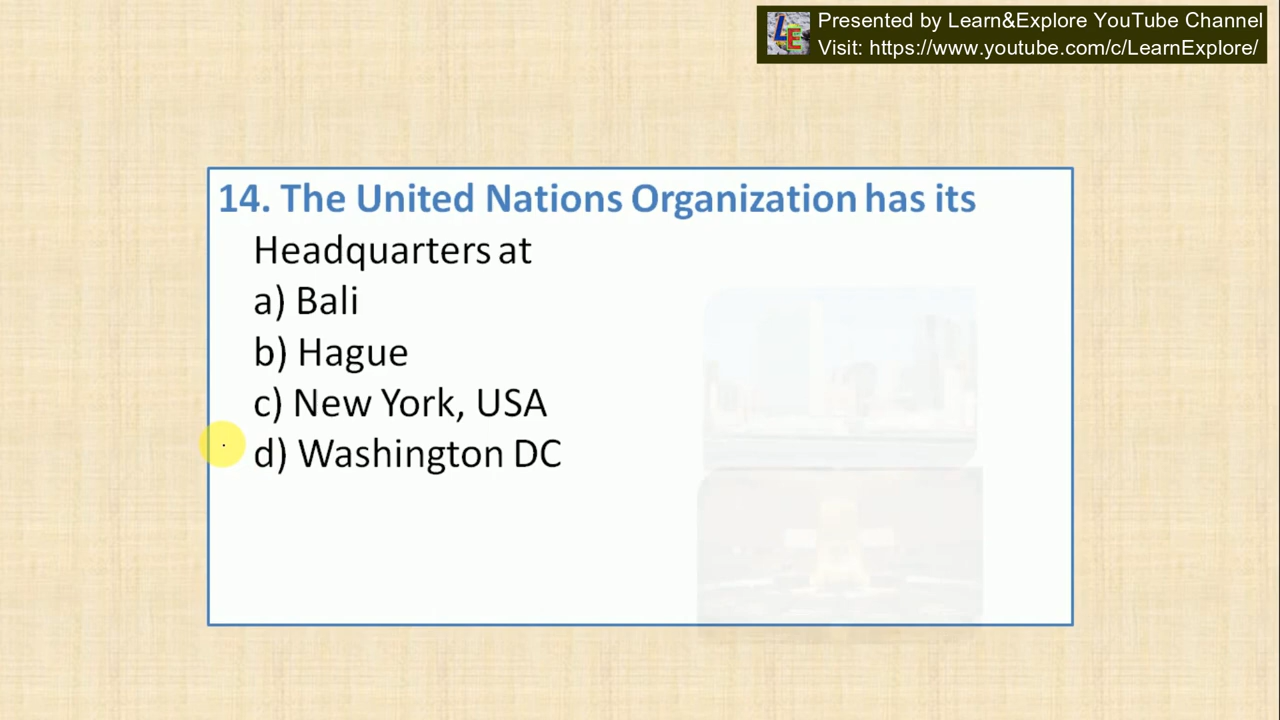 Presented by Learn&Explore YouTube Channel
Visit: https://www.youtube.com/c/LearnExplore/
LE
14. The United Nations Organization has its
Headquarters at
a) Bali
b) Hague
c) New York, USA
d) Washington DC